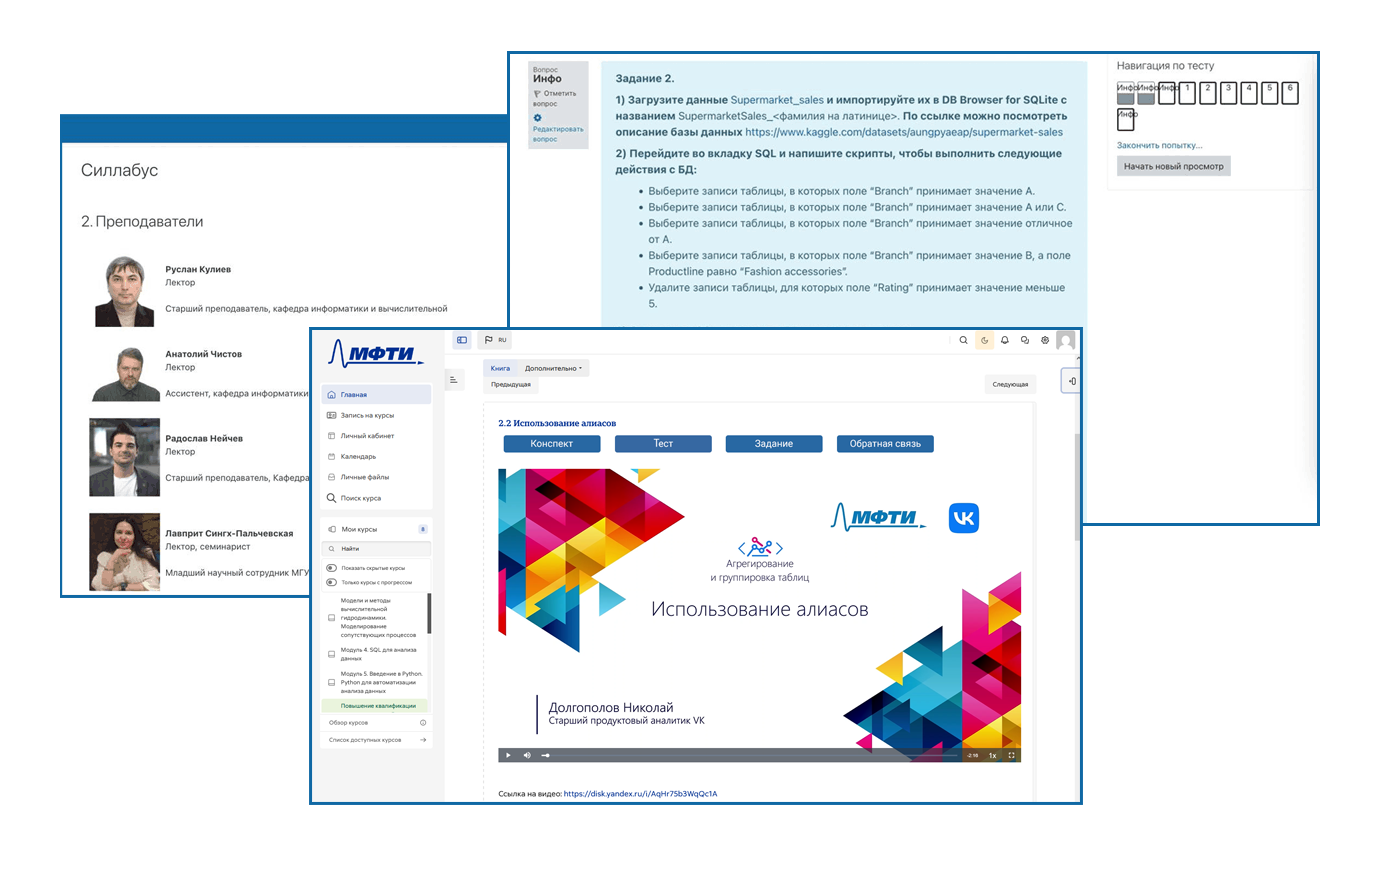 Силлабус
2. Преподаватели
Руслан Кулиев
Лектор
Старший преподаватель, кафедра информатики и вычислительной
Анатолий Чистов
Лектор
Ассистент, кафедра информатики
Радослав Нейчев
Лектор
Старший преподаватель, Кафедра
Лавприт Сингх-Пальчевская
Лектор, семинарист
Младший научный сотрудник МГУ
Вопрос
Инфо
Отметить
вопрос
Редактировать
вопрос
Задание 2.
1) Загрузите данные Supermarket_sales и импортируйте их в DB Browser for SQLite с
названием SupermarketSales_<фамилия на латинице>. По ссылке можно посмотреть
описание базы данных https://www.kaggle.com/datasets/aungpyaeap/supermarket-sales
2) Перейдите во вкладку SQL и напишите скрипты, чтобы выполнить следующие
действия с БД:
• Выберите записи таблицы, в которых поле “Branch” принимает значение A.
• Выберите записи таблицы, в которых поле “Branch” принимает значение A или C.
• Выберите записи таблицы, в которых поле “Branch” принимает значение отличное
от A.
• Выберите записи таблицы, в которых поле “Branch” принимает значение B, а поле
Productline равно “Fashion accessories”.
• Удалите записи таблицы, для которых поле “Rating” принимает значение меньше
5.
Навигация по тесту
Инфо Инфо Инфо 1 2 3 4 5 6
Инфо
Закончить попытку...
Начать новый просмотр
МФТИ
RU
Главная
Запись на курсы
Личный кабинет
Календарь
Личные файлы
Поиск курса
Мои курсы 8
Найти
Показать скрытые курсы
Только курсы с прогрессом
Модели и методы
вычислительной
гидродинамики.
Моделирование
сопутствующих процессов
Модуль 4. SQL для анализа
данных
Модуль 5. Введение в Python.
Python для автоматизации
анализа данных
Повышение квалификации
Обзор курсов
Список доступных курсов
Книга Дополнительно
Предыдущая
Следующая
2.2 Использование алиасов
Конспект Тест Задание Обратная связь
МФТИ
VK
Агрегирование
и группировка таблиц
Использование алиасов
Долгополов Николай
Старший продуктовый аналитик VK
-2:16 1x
Ссылка на видео: https://disk.yandex.ru/i/AqHr75b3WqQc1A